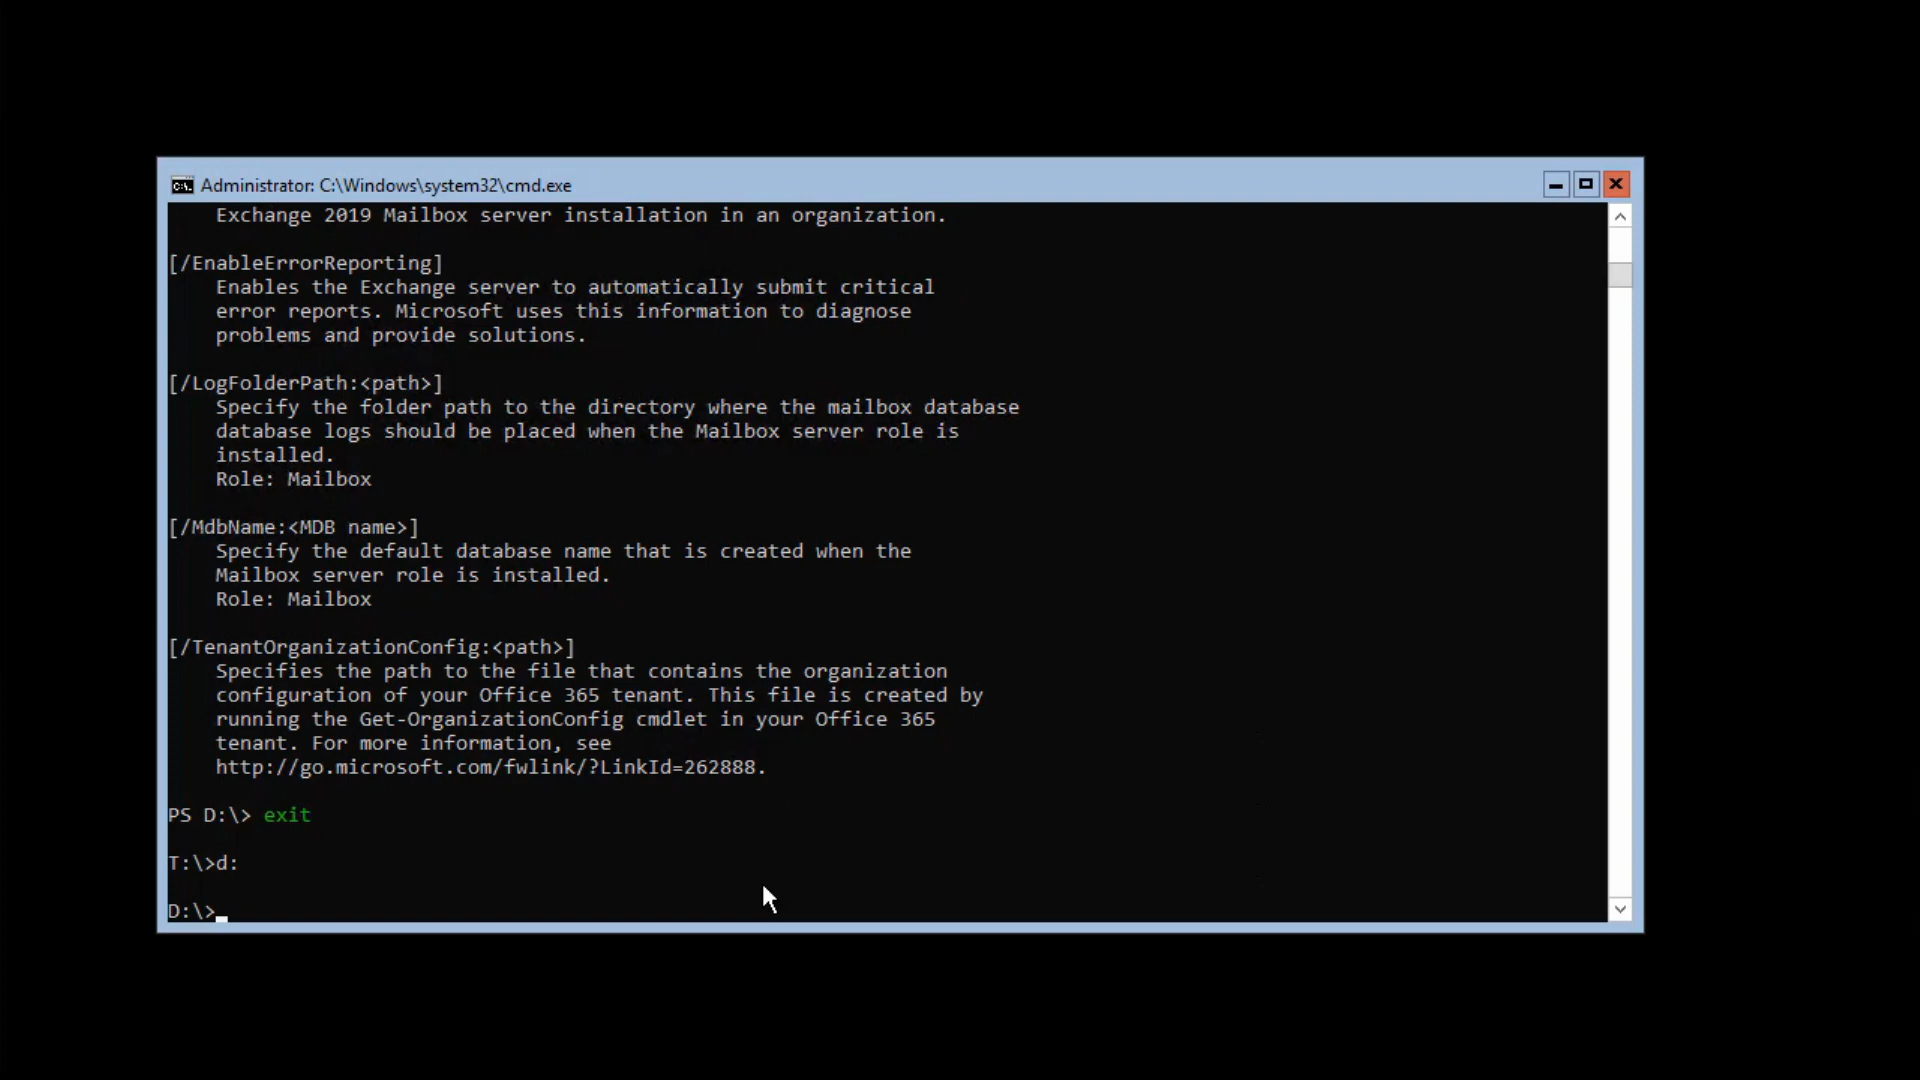 Administrator: C:\Windows\system32\cmd.exe
Exchange 2019 Mailbox server installation in an organization.
[/EnableErrorReporting]
Enables the Exchange server to automatically submit critical
error reports. Microsoft uses this information to diagnose
problems and provide solutions.
[/LogFolderPath:<path>]
Specify the folder path to the directory where the mailbox database
database logs should be placed when the Mailbox server role is
installed.
Role: Mailbox
[/MdbName:<MDB name>]
Specify the default database name that is created when the
Mailbox server role is installed.
Role: Mailbox
[/TenantOrganizationConfig:<path>]
Specifies the path to the file that contains the organization
configuration of your Office 365 tenant. This file is created by
running the Get-OrganizationConfig cmdlet in your Office 365
tenant. For more information, see
http://go.microsoft.com/fwlink/?LinkId=262888.
PS D:\> exit
T:\>d:
D:\>